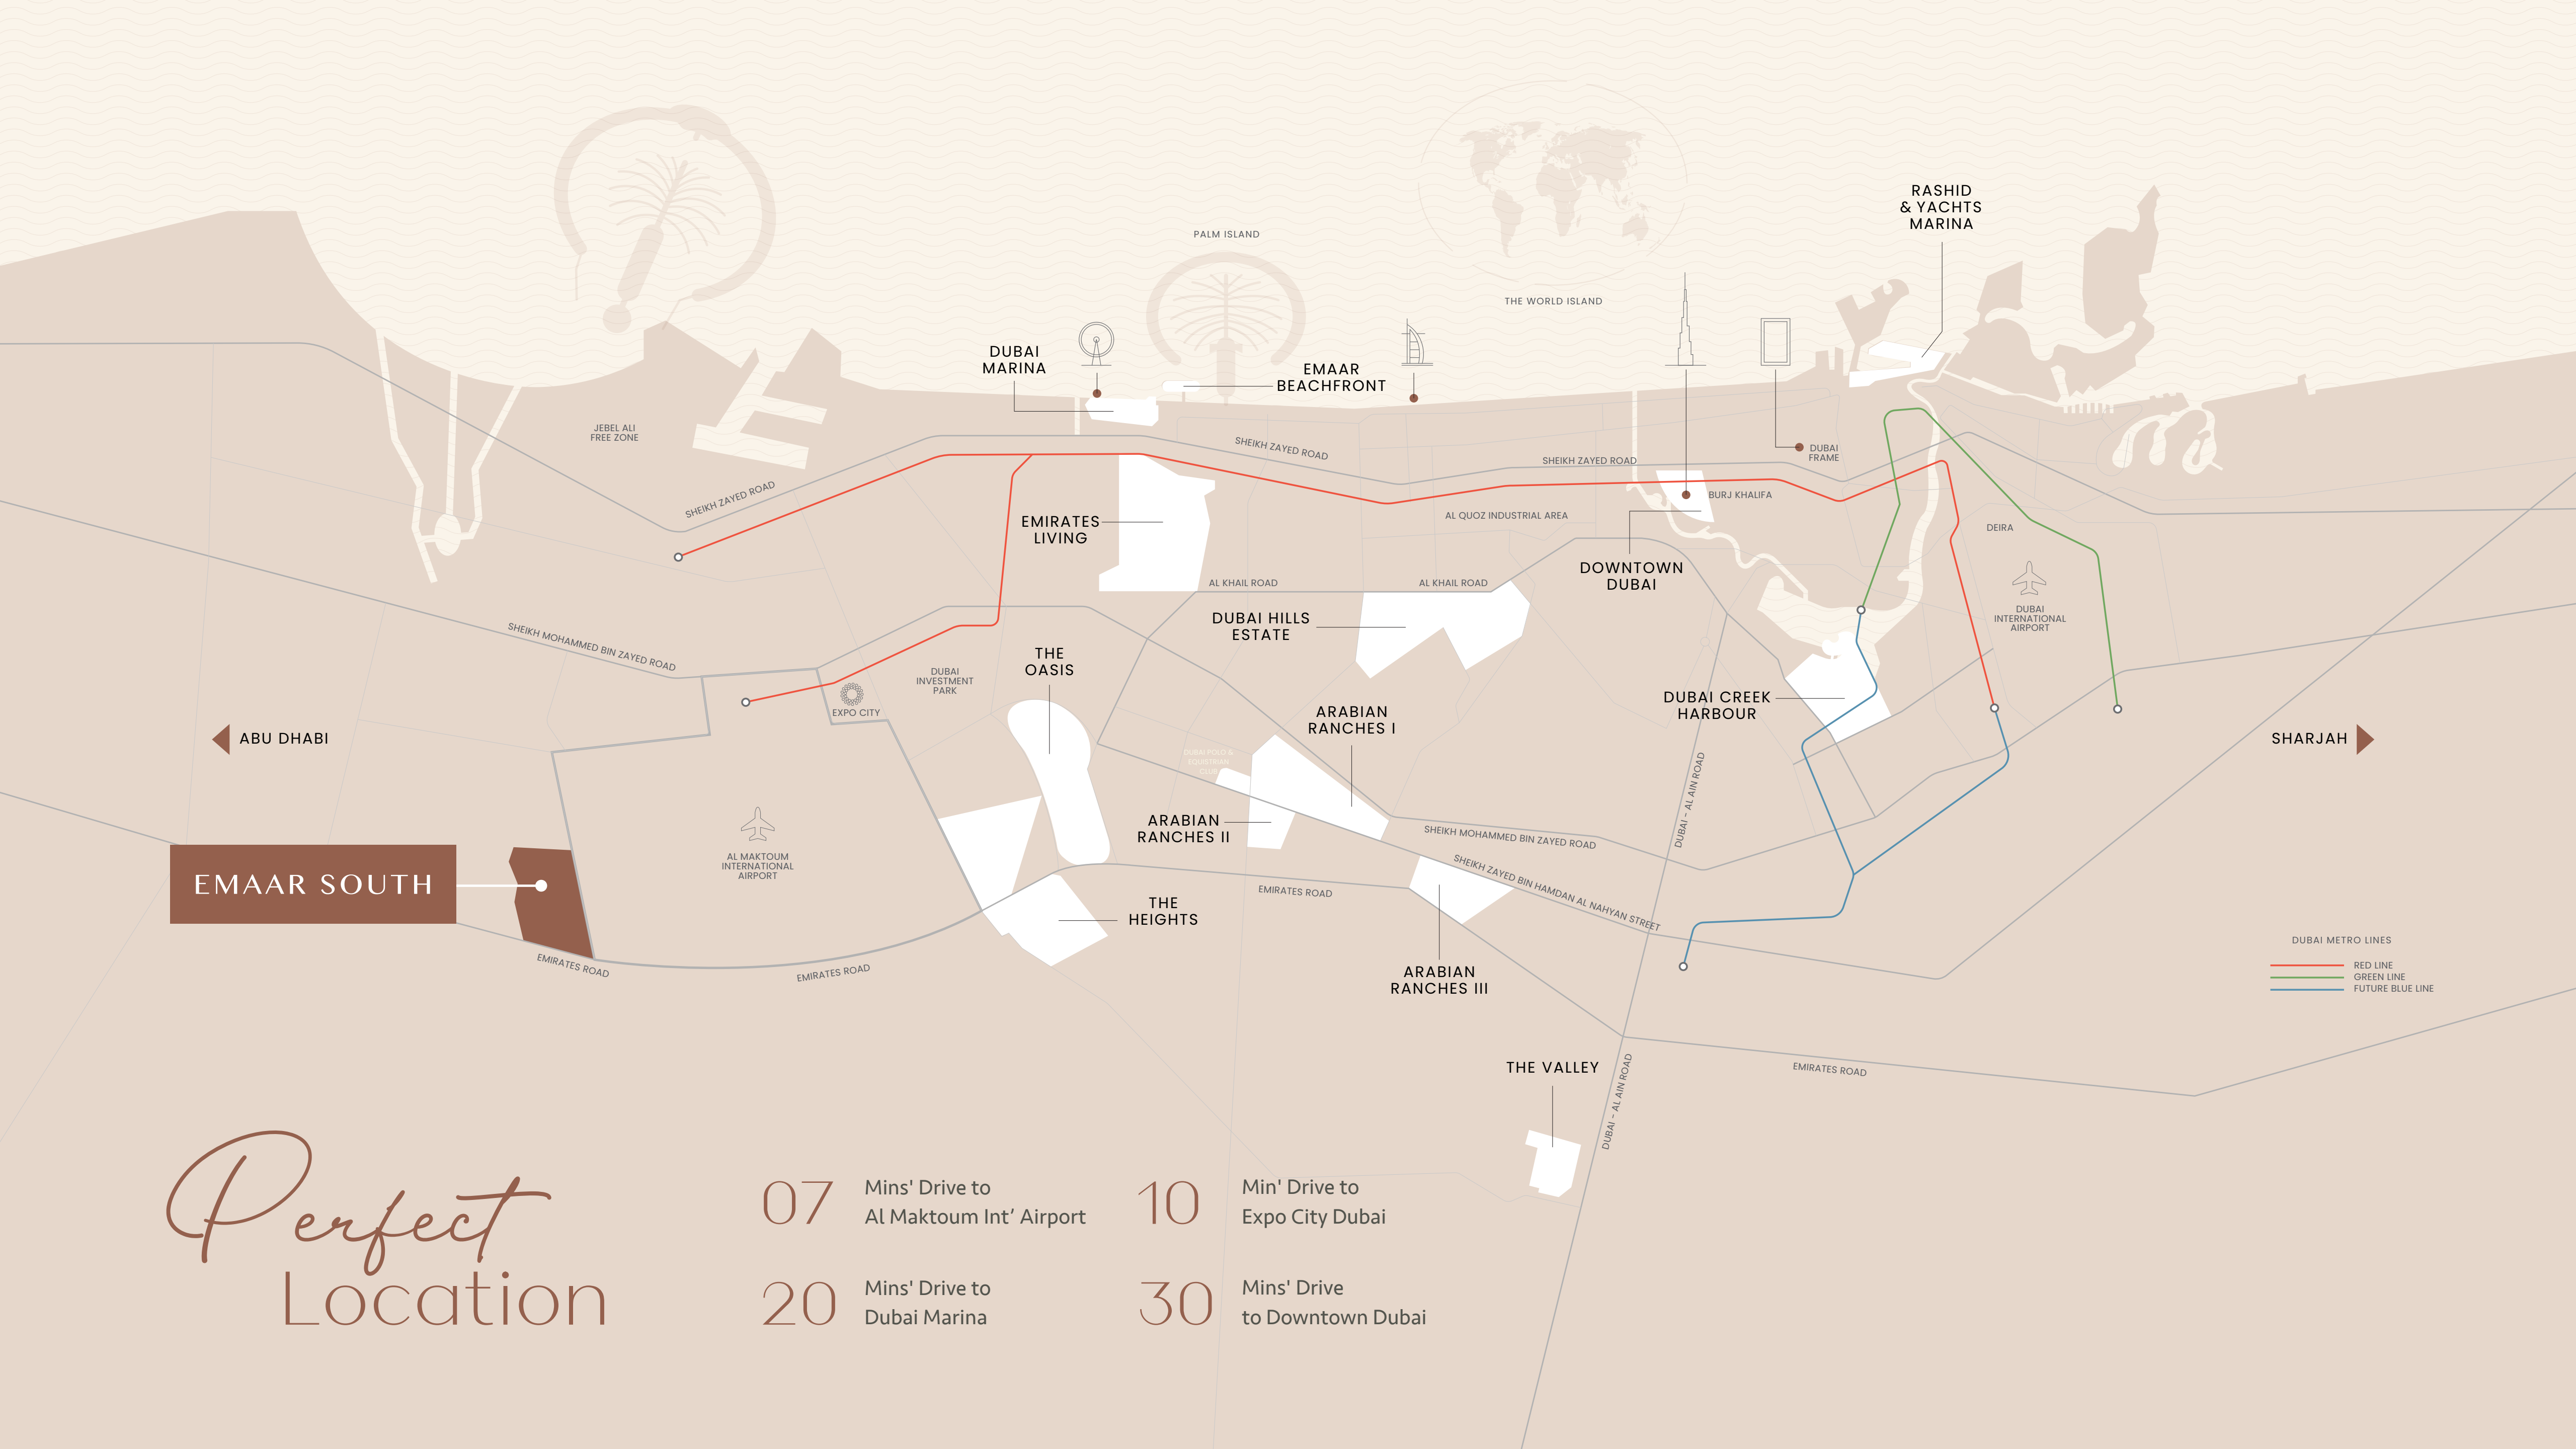 RASHID
& YACHTS
MARINA
PALM ISLAND
THE WORLD ISLAND
DUBAI
MARINA
EMAAR
BEACHFRONT
JEBEL ALI
FREE ZONE
SHEIKH ZAYED ROAD
SHEIKH ZAYED ROAD
SHEIKH ZAYED ROAD
DUBAI
FRAME
BURJ KHALIFA
AL QUOZ INDUSTRIAL AREA
EMIRATES
LIVING
DEIRA
DOWNTOWN
DUBAI
AL KHAIL ROAD
AL KHAIL ROAD
DUBAI HILLS
ESTATE
DUBAI
INTERNATIONAL
AIRPORT
SHEIKH MOHAMMED BIN ZAYED ROAD
THE
OASIS
DUBAI
INVESTMENT
PARK
EXPO CITY
DUBAI CREEK
HARBOUR
ARABIAN
RANCHES I
ABU DHABI
SHARJAH
DUBAI POLO &
EQUESTRIAN
CLUB
DUBAI - AL AIN ROAD
ARABIAN
RANCHES II
SHEIKH MOHAMMED BIN ZAYED ROAD
AL MAKTOUM
INTERNATIONAL
AIRPORT
EMAAR SOUTH
SHEIKH ZAYED BIN HAMDAN AL NAHYAN STREET
EMIRATES ROAD
THE
HEIGHTS
EMIRATES ROAD
EMIRATES ROAD
ARABIAN
RANCHES III
DUBAI METRO LINES
RED LINE
GREEN LINE
FUTURE BLUE LINE
THE VALLEY
EMIRATES ROAD
DUBAI - AL AIN ROAD
Perfect
Location
07
Mins' Drive to
Al Maktoum Int’ Airport
10
Min' Drive to
Expo City Dubai
20
Mins' Drive to
Dubai Marina
30
Mins' Drive
to Downtown Dubai